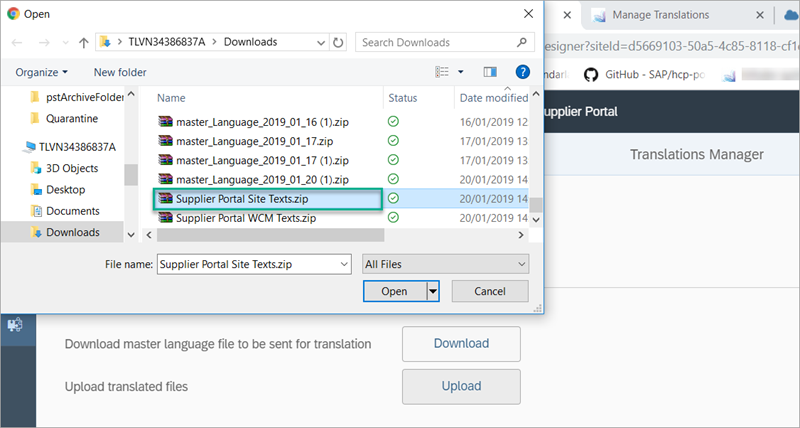 Open
Manage Translations
TLVN34386837A
Downloads
Search Downloads
esigner?siteId=d5669103-50a5-4c85-8118-cf1e
Organize
New folder
GitHub - SAP/hcp-po
Name
Status
Date modified
pstArchiveFolder
Quarantine
TLVN34386837A
3D Objects
Desktop
Documents
Downloads
master_Language_2019_01_16 (1).zip
16/01/2019 12
master_Language_2019_01_17.zip
17/01/2019 13
master_Language_2019_01_17 (1).zip
17/01/2019 13
master_Language_2019_01_20 (1).zip
20/01/2019 14
Supplier Portal Site Texts.zip
20/01/2019 14
Supplier Portal WCM Texts.zip
20/01/2019 14
upplier Portal
Translations Manager
File name:
Supplier Portal Site Texts.zip
All Files
Open
Cancel
Download master language file to be sent for translation
Download
Upload translated files
Upload